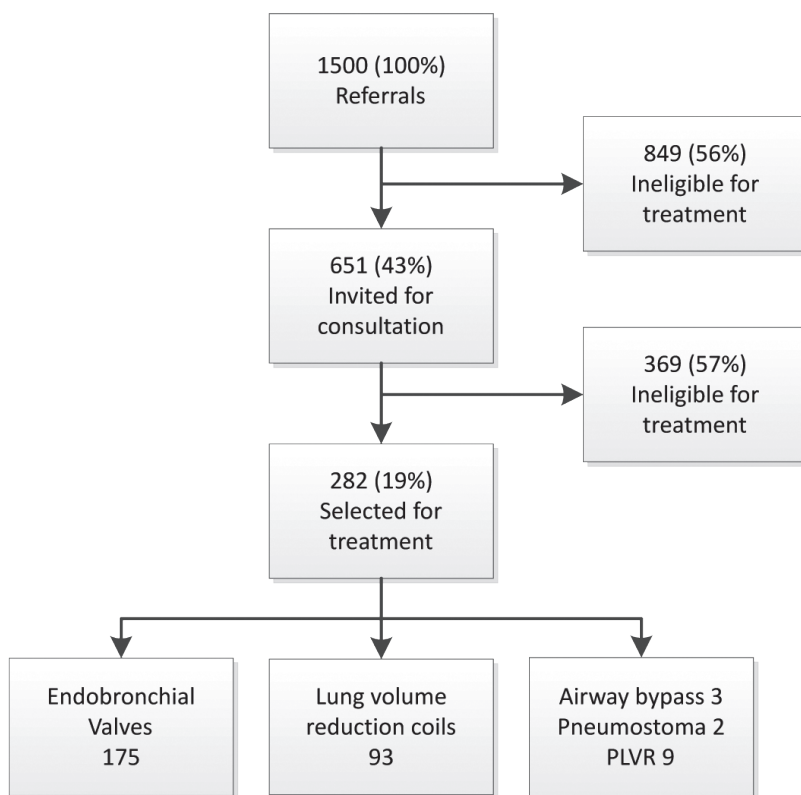 1500 (100%)
Referrals
849 (56%)
Ineligible for
treatment
651 (43%)
Invited for
consultation
369 (57%)
Ineligible for
treatment
282 (19%)
Selected for
treatment
Endobronchial
Valves
175
Lung volume
reduction coils
93
Airway bypass 3
Pneumostoma 2
PLVR 9